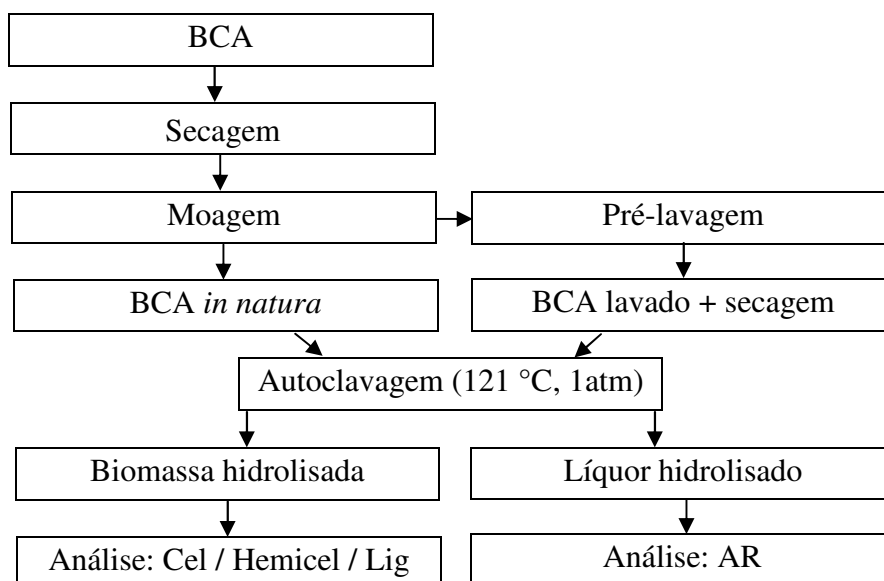 BCA
Secagem
Moagem
Pré-lavagem
BCA in natura
BCA lavado + secagem
Autoclavagem (121 °C, 1atm)
Biomassa hidrolisada
Líquor hidrolisado
Análise: Cel / Hemicel / Lig
Análise: AR